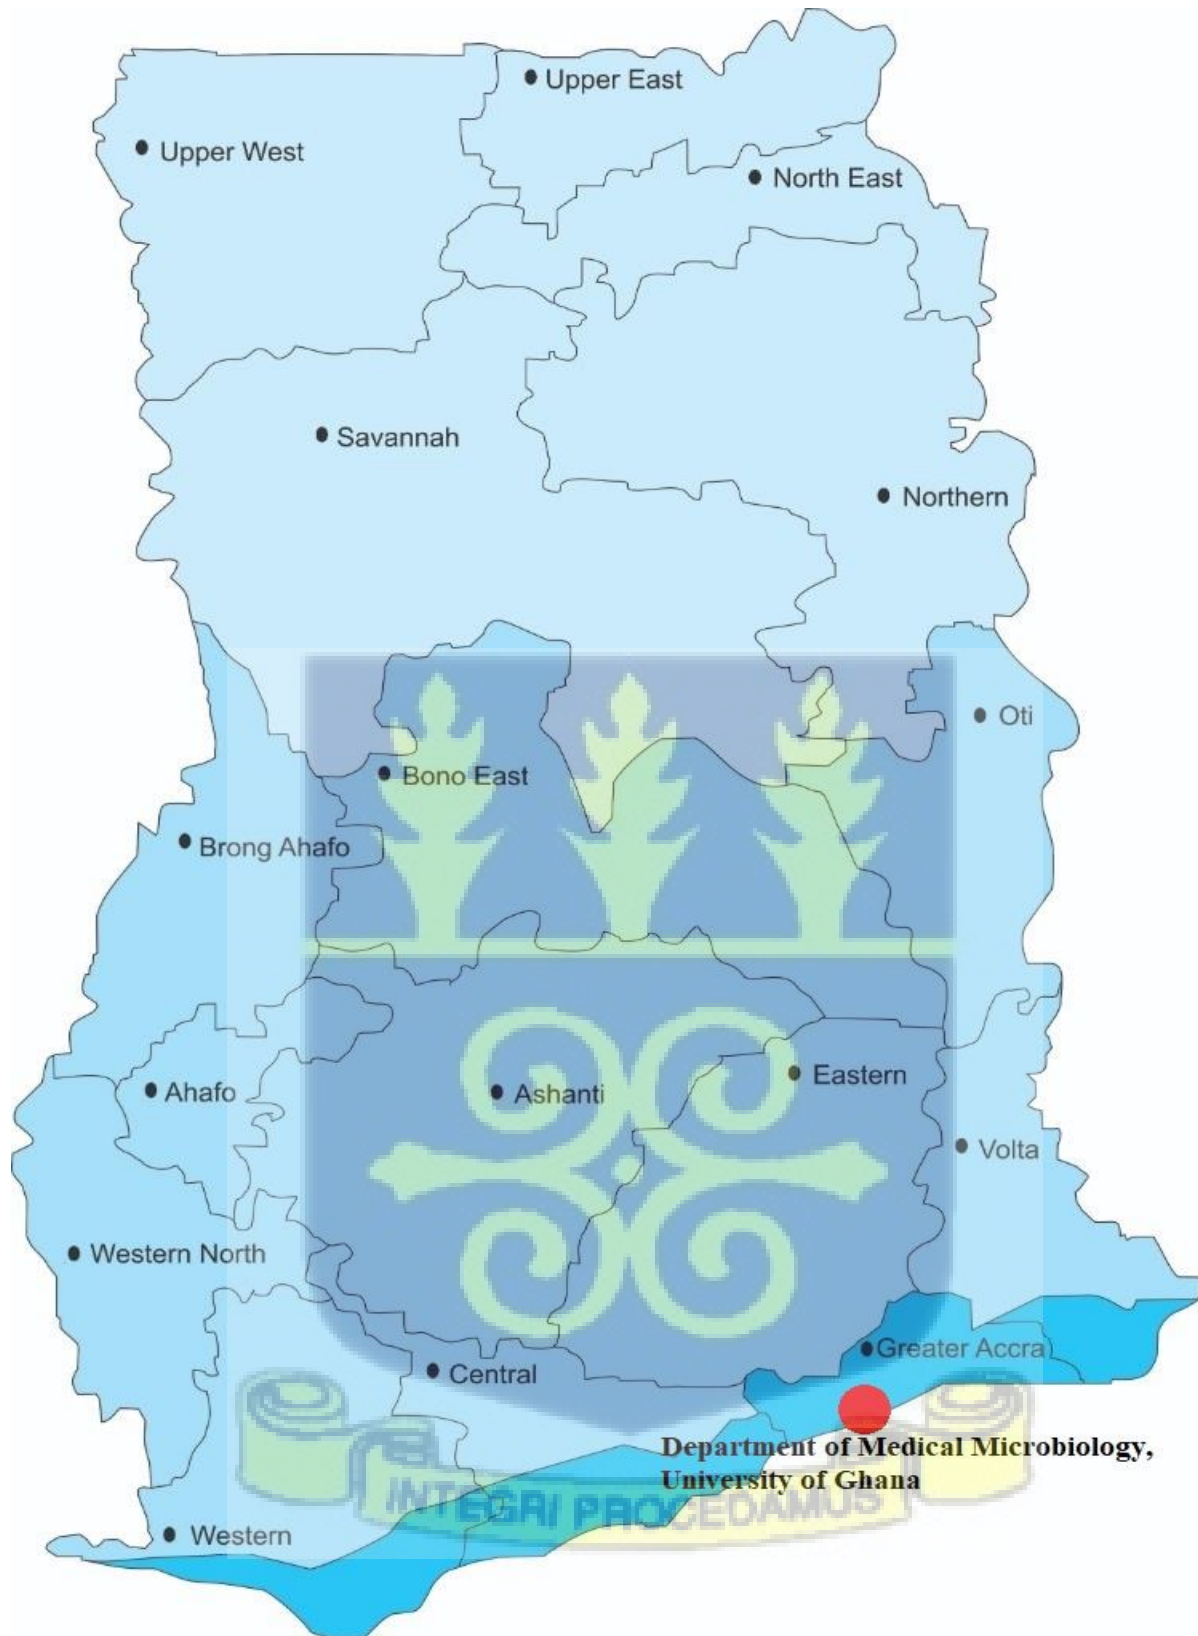 Upper East
Upper West
North East
Savannah
Northern
Oti
Bono East
Brong Ahafo
Eastern
Ahafo
Ashanti
Volta
Western North
Greater Accra
Central
Department of Medical Microbiology,
University of Ghana
INTEGRI PROCEDAMUS
Western